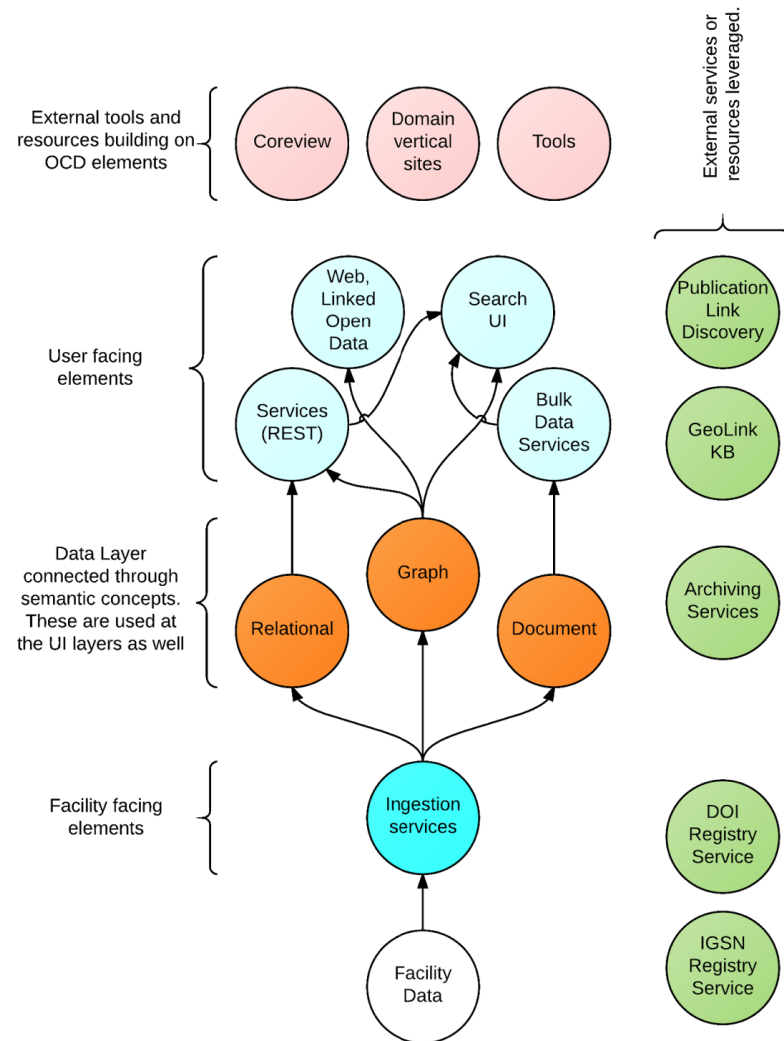 External services or
resources leveraged.
External tools and
resources building on
OCD elements
Coreview
Domain
vertical
sites
Tools
User facing
elements
Web,
Linked
Open
Data
Search
UI
Services
(REST)
Bulk
Data
Services
Publication
Link
Discovery
GeoLink
KB
Data Layer
connected through
semantic concepts.
These are used at
the UI layers as well
Graph
Relational
Document
Archiving
Services
Facility facing
elements
Ingestion
services
DOI
Registry
Service
Facility
Data
IGSN
Registry
Service